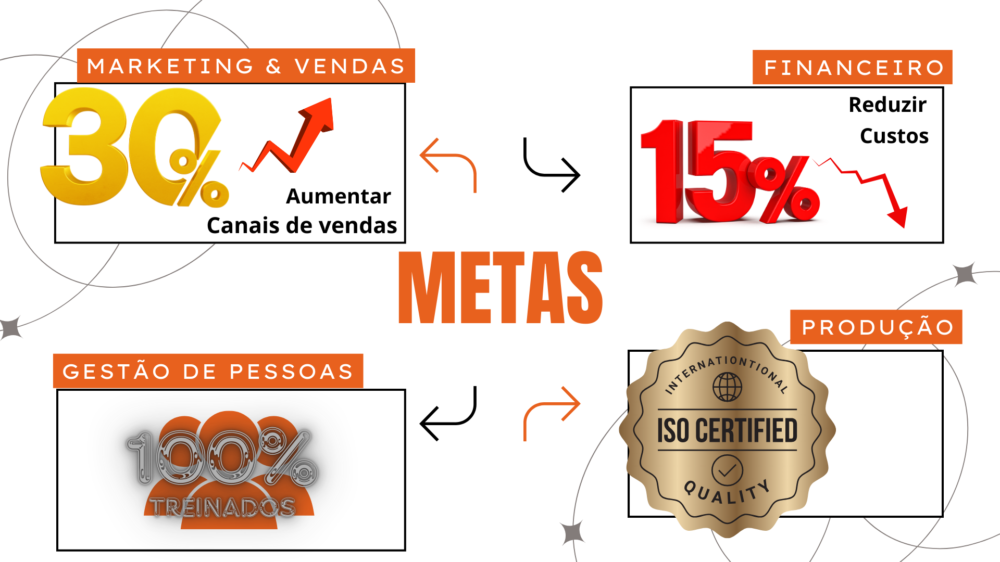 MARKETING & VENDAS
30%
Aumentar
Canais de vendas
FINANCEIRO
Reduzir
Custos
15%
METAS
GESTÃO DE PESSOAS
100%
TREINADOS
PRODUÇÃO
INTERNATIONTIONAL
ISO CERTIFIED
QUALITY